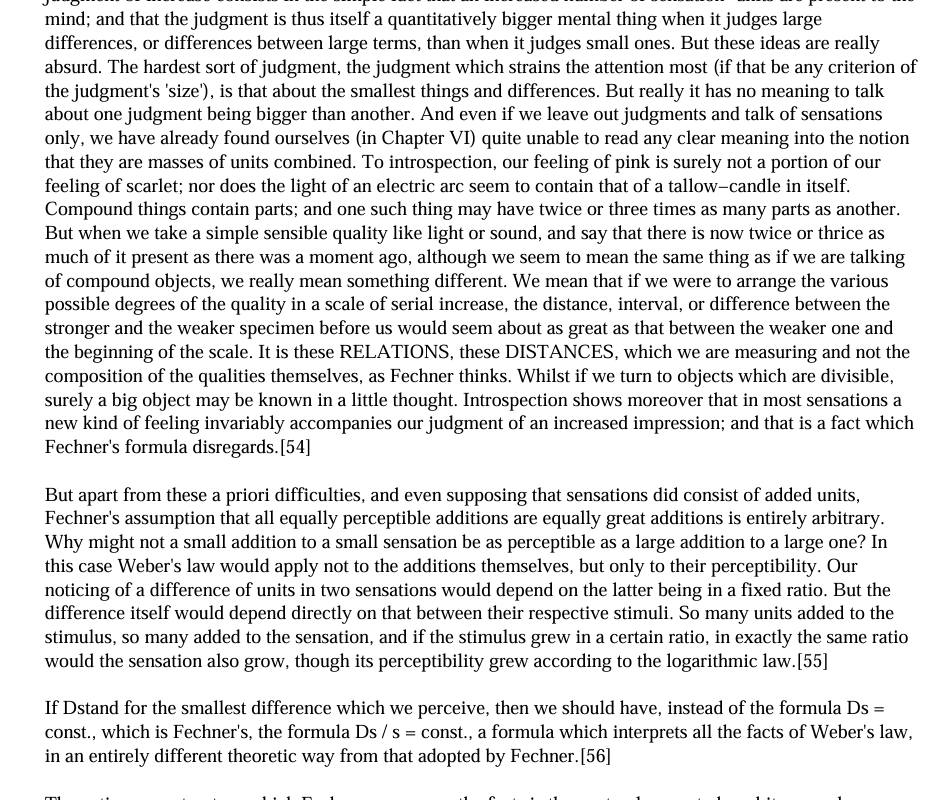 mind; and that the judgment is thus itself a quantitatively bigger mental thing when it judges large
differences, or differences between large terms, than when it judges small ones. But these ideas are really
absurd. The hardest sort of judgment, the judgment which strains the attention most (if that be any criterion of
the judgment's 'size'), is that about the smallest things and differences. But really it has no meaning to talk
about one judgment being bigger than another. And even if we leave out judgments and talk of sensations
only, we have already found ourselves (in Chapter VI) quite unable to read any clear meaning into the notion
that they are masses of units combined. To introspection, our feeling of pink is surely not a portion of our
feeling of scarlet; nor does the light of an electric arc seem to contain that of a tallow−candle in itself.
Compound things contain parts; and one such thing may have twice or three times as many parts as another.
But when we take a simple sensible quality like light or sound, and say that there is now twice or thrice as
much of it present as there was a moment ago, although we seem to mean the same thing as if we are talking
of compound objects, we really mean something different. We mean that if we were to arrange the various
possible degrees of the quality in a scale of serial increase, the distance, interval, or difference between the
stronger and the weaker specimen before us would seem about as great as that between the weaker one and
the beginning of the scale. It is these RELATIONS, these DISTANCES, which we are measuring and not the
composition of the qualities themselves, as Fechner thinks. Whilst if we turn to objects which are divisible,
surely a big object may be known in a little thought. Introspection shows moreover that in most sensations a
new kind of feeling invariably accompanies our judgment of an increased impression; and that is a fact which
Fechner's formula disregards.[54]
But apart from these a priori difficulties, and even supposing that sensations did consist of added units,
Fechner's assumption that all equally perceptible additions are equally great additions is entirely arbitrary.
Why might not a small addition to a small sensation be as perceptible as a large addition to a large one? In
this case Weber's law would apply not to the additions themselves, but only to their perceptibility. Our
noticing of a difference of units in two sensations would depend on the latter being in a fixed ratio. But the
difference itself would depend directly on that between their respective stimuli. So many units added to the
stimulus, so many added to the sensation, and if the stimulus grew in a certain ratio, in exactly the same ratio
would the sensation also grow, though its perceptibility grew according to the logarithmic law.[55]
If Dstand for the smallest difference which we perceive, then we should have, instead of the formula Ds =
const., which is Fechner's, the formula Ds / s = const., a formula which interprets all the facts of Weber's law,
in an entirely different theoretic way from that adopted by Fechner.[56]